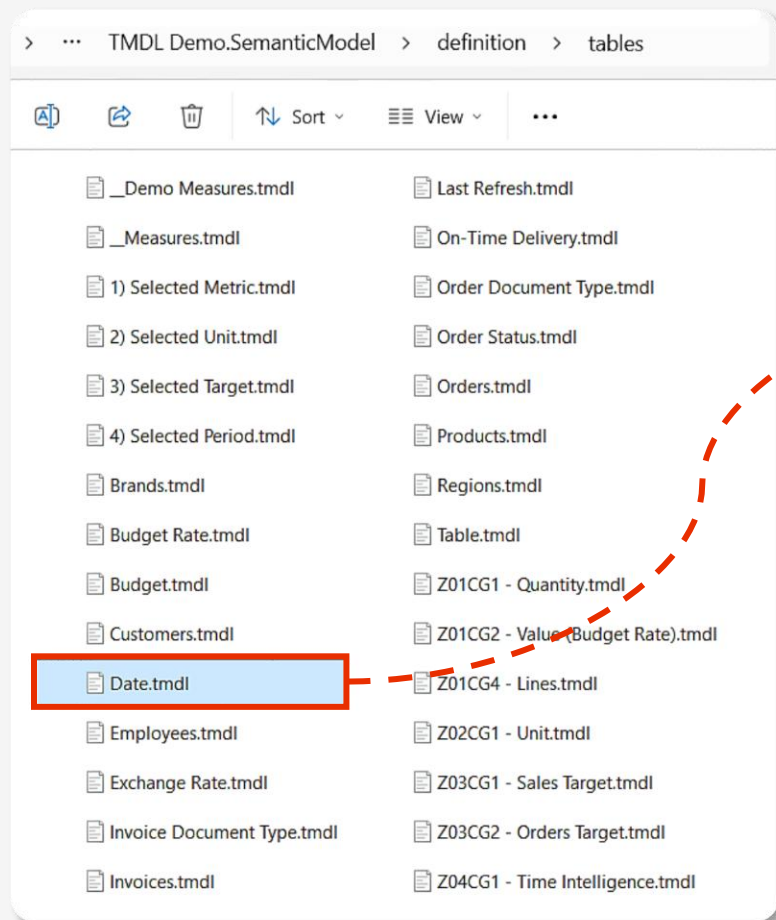 > ··· TMDL Demo.SemanticModel > definition > tables
Sort View ···
__Demo Measures.tmdl
__Measures.tmdl
1) Selected Metric.tmdl
2) Selected Unit.tmdl
3) Selected Target.tmdl
4) Selected Period.tmdl
Brands.tmdl
Budget Rate.tmdl
Budget.tmdl
Customers.tmdl
Date.tmdl
Employees.tmdl
Exchange Rate.tmdl
Invoice Document Type.tmdl
Invoices.tmdl
Last Refresh.tmdl
On-Time Delivery.tmdl
Order Document Type.tmdl
Order Status.tmdl
Orders.tmdl
Products.tmdl
Regions.tmdl
Table.tmdl
Z01CG1 - Quantity.tmdl
Z01CG2 - Value (Budget Rate).tmdl
Z01CG4 - Lines.tmdl
Z02CG1 - Unit.tmdl
Z03CG1 - Sales Target.tmdl
Z03CG2 - Orders Target.tmdl
Z04CG1 - Time Intelligence.tmdl